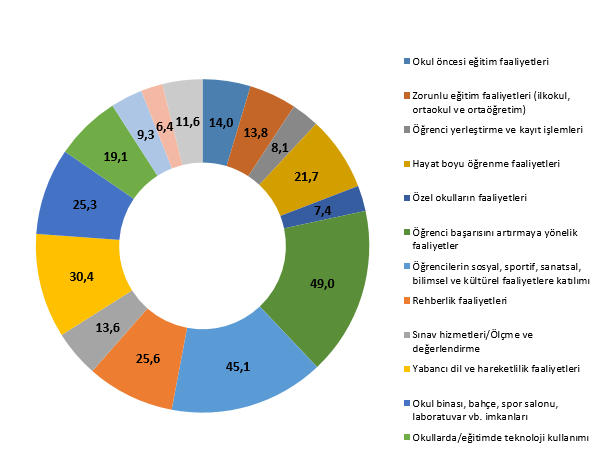 14,0
13,8
8,1
21,7
7,4
49,0
45,1
25,6
13,6
30,4
25,3
19,1
9,3
6,4
11,6
Okul öncesi eğitim faaliyetleri
Zorunlu eğitim faaliyetleri (ilkokul,
ortaokul ve ortaöğretim)
Öğrenci yerleştirme ve kayıt işlemleri
Hayat boyu öğrenme faaliyetleri
Özel okulların faaliyetleri
Öğrenci başarısını artırmaya yönelik
faaliyetler
Öğrencilerin sosyal, sportif, sanatsal,
bilimsel ve kültürel faaliyetlere katılımı
Rehberlik faaliyetleri
Sınav hizmetleri/Ölçme ve
değerlendirme
Yabancı dil ve hareketlilik faaliyetleri
Okul binası, bahçe, spor salonu,
laboratuvar vb. imkanları
Okullarda/eğitimde teknoloji kullanımı